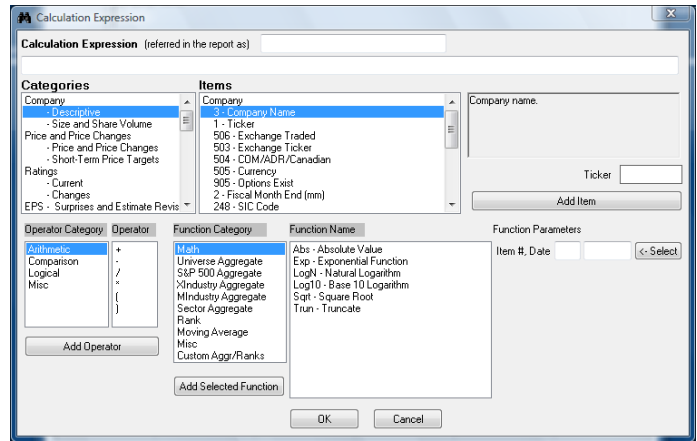 Calculation Expression
X
Calculation Expression (referred in the report as)
Categories
Items
Company
- Descriptive
- Size and Share Volume
Price and Price Changes
- Price and Price Changes
- Short-Term Price Targets
Ratings
- Current
- Changes
EPS - Surprises and Estimate Revis
Company
3 - Company Name
1 - Ticker
506 - Exchange Traded
503 - Exchange Ticker
504 - COM/ADR/Canadian
505 - Currency
905 - Options Exist
2 - Fiscal Month End (mm)
248 - SIC Code
Company name.
Ticker
Add Item
Operator Category
Operator
Function Category
Function Name
Function Parameters
Arithmetic
Comparison
Logical
Misc
+
-
/
*
(
)
Math
Universe Aggregate
S&P 500 Aggregate
XIndustry Aggregate
MIndustry Aggregate
Sector Aggregate
Rank
Moving Average
Misc
Custom Aggr/Ranks
Abs - Absolute Value
Exp - Exponential Function
LogN - Natural Logarithm
Log10 - Base 10 Logarithm
Sqrt - Square Root
Trun - Truncate
Item #, Date
<- Select
Add Operator
Add Selected Function
OK
Cancel